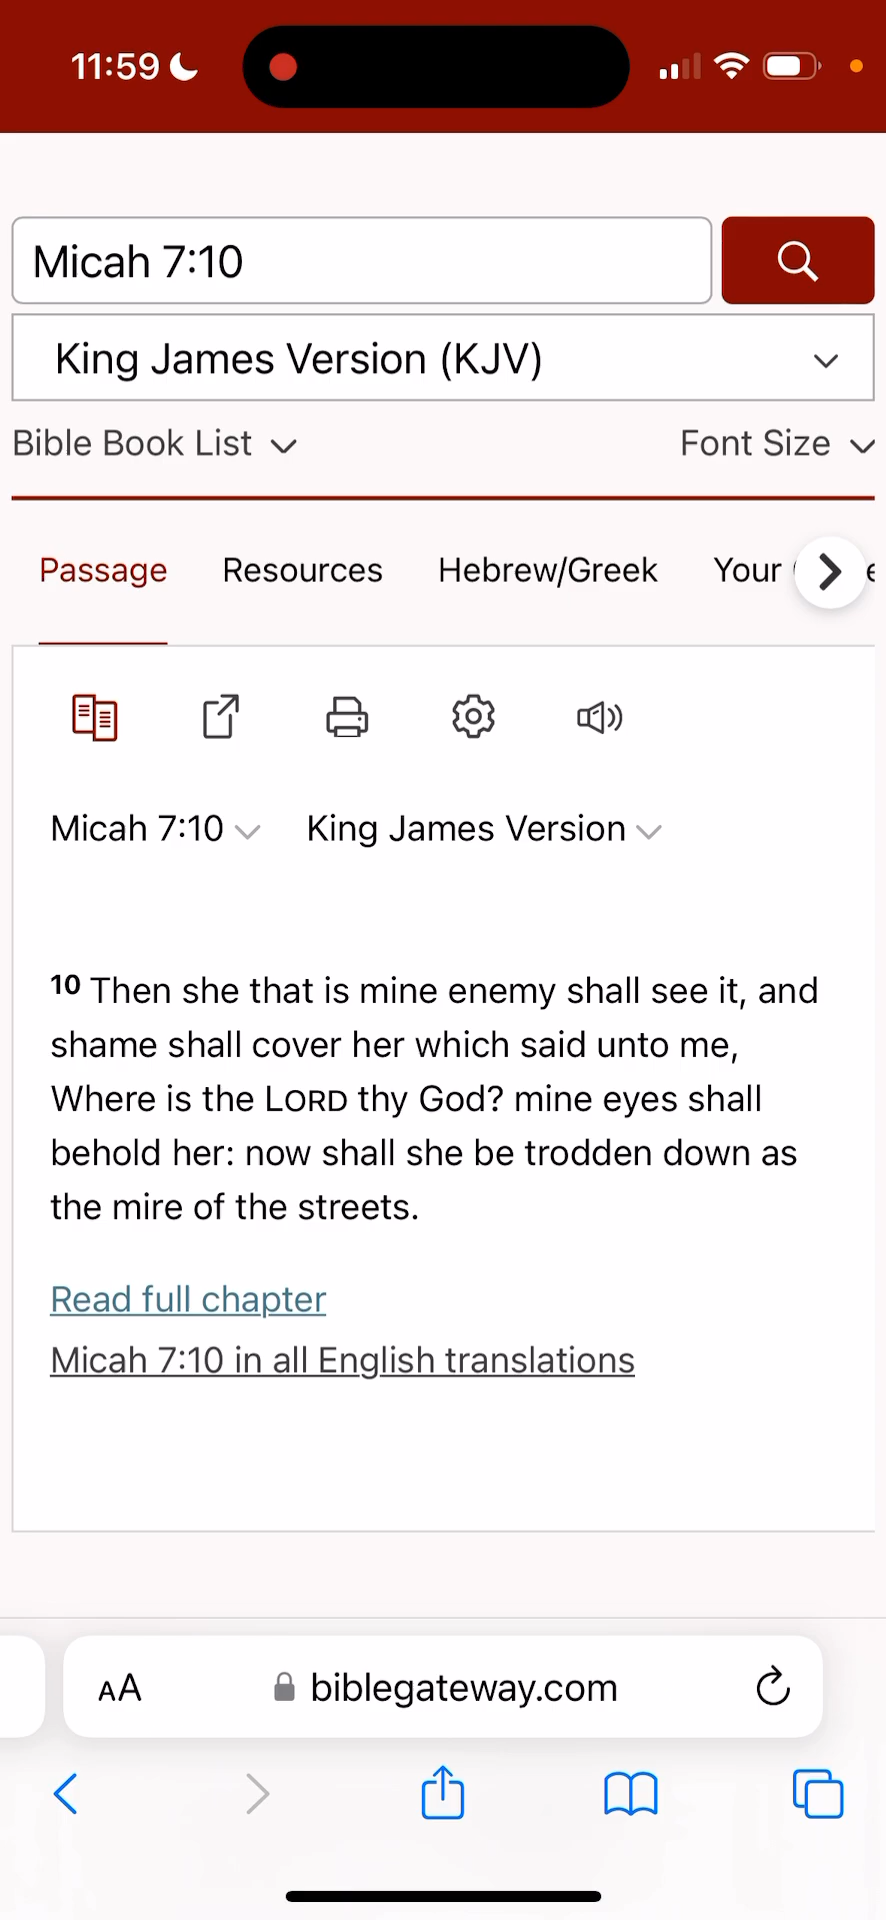 11:59
Micah 7:10
King James Version (KJV)
Bible Book List
Font Size
Passage Resources Hebrew/Greek Your
Micah 7:10 King James Version
10 Then she that is mine enemy shall see it, and
shame shall cover her which said unto me,
Where is the LORD thy God? mine eyes shall
behold her: now shall she be trodden down as
the mire of the streets.
Read full chapter
Micah 7:10 in all English translations
AA biblegateway.com